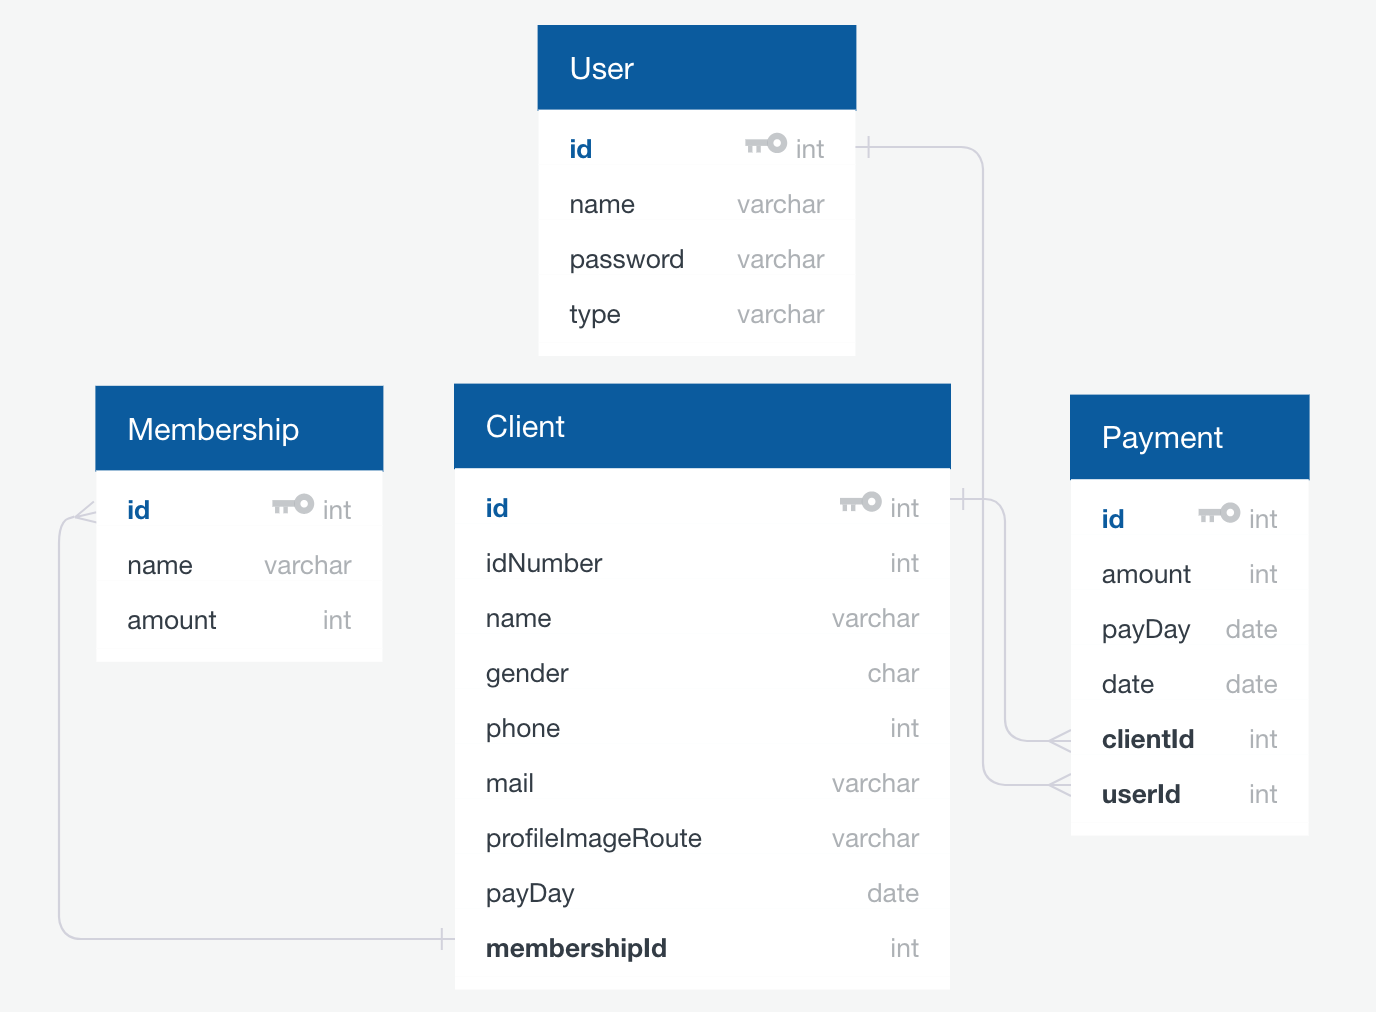 User
id int
name varchar
password varchar
type varchar
Membership
id int
name varchar
amount int
Client
id int
idNumber int
name varchar
gender char
phone int
mail varchar
profileImageRoute varchar
payDay date
membershipId int
Payment
id int
amount int
payDay date
date date
clientId int
userId int